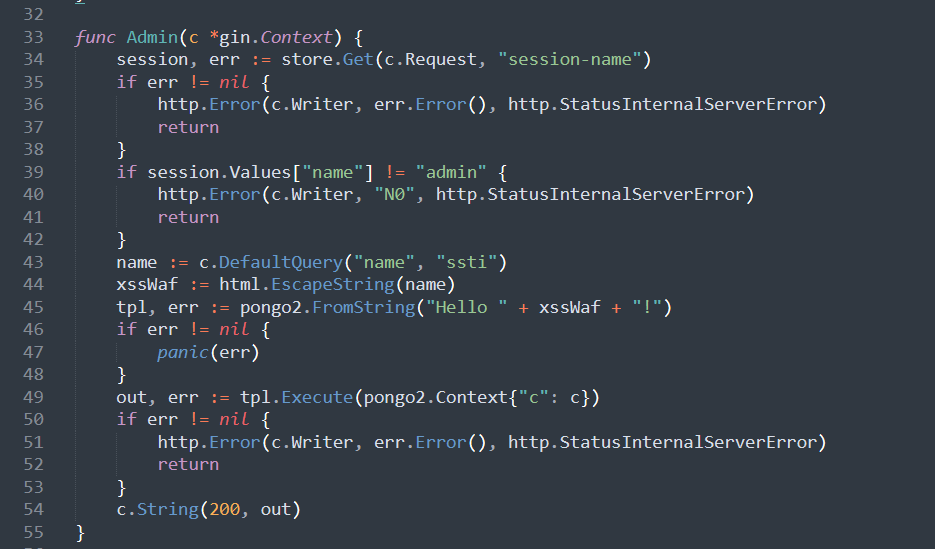 32
33 func Admin(c *gin.Context) {
34     session, err := store.Get(c.Request, "session-name")
35     if err != nil {
36         http.Error(c.Writer, err.Error(), http.StatusInternalServerError)
37         return
38     }
39     if session.Values["name"] != "admin" {
40         http.Error(c.Writer, "N0", http.StatusInternalServerError)
41         return
42     }
43     name := c.DefaultQuery("name", "ssti")
44     xssWaf := html.EscapeString(name)
45     tpl, err := pongo2.FromString("Hello " + xssWaf + "!")
46     if err != nil {
47         panic(err)
48     }
49     out, err := tpl.Execute(pongo2.Context{"c": c})
50     if err != nil {
51         http.Error(c.Writer, err.Error(), http.StatusInternalServerError)
52         return
53     }
54     c.String(200, out)
55 }